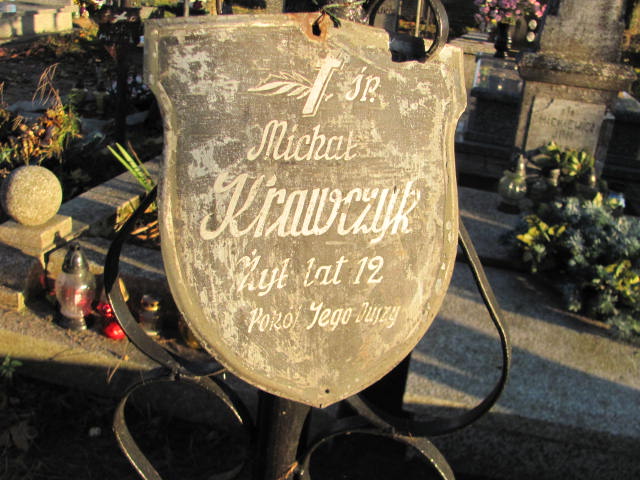 śp.
Michał
Krawczyk
Żył lat 12
Pokój Jego Duszy